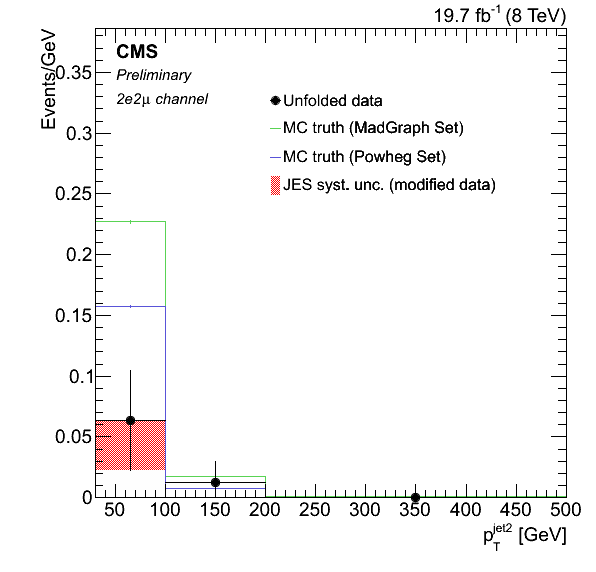 19.7 fb⁻¹ (8 TeV)
Events/GeV
CMS
Preliminary
2e2μ channel
Unfolded data
MC truth (MadGraph Set)
MC truth (Powheg Set)
JES syst. unc. (modified data)
0.35
0.3
0.25
0.2
0.15
0.1
0.05
0
50 100 150 200 250 300 350 400 450 500
p_T^jet2 [GeV]